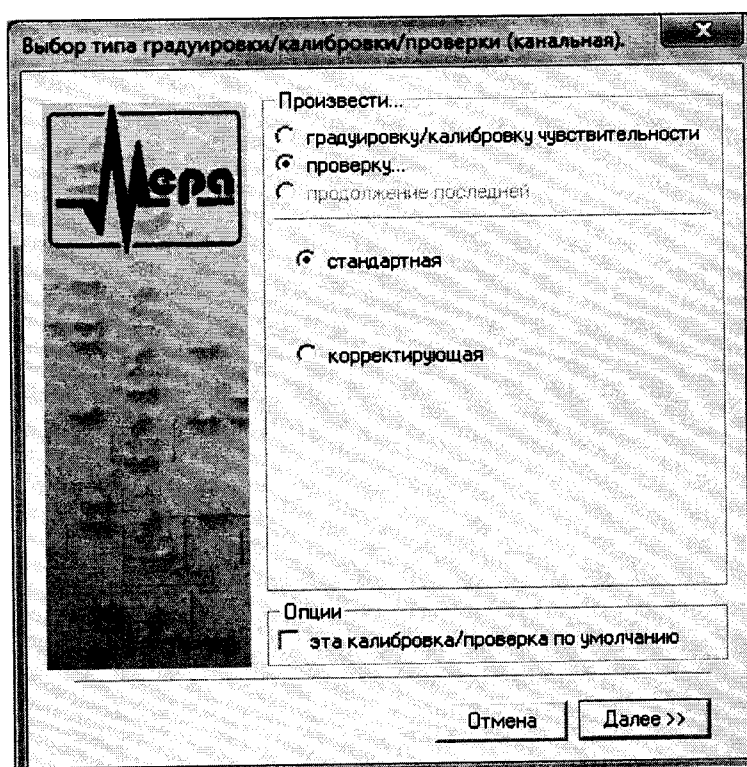 Выбор типа градуировки/калибровки/проверки (канальная).
Мера
Произвести...
градуировку/калибровку чувствительности
проверку...
продолжение последней
стандартная
корректирующая
Опции
эта калибровка/проверка по умолчанию
Отмена
Далее >>